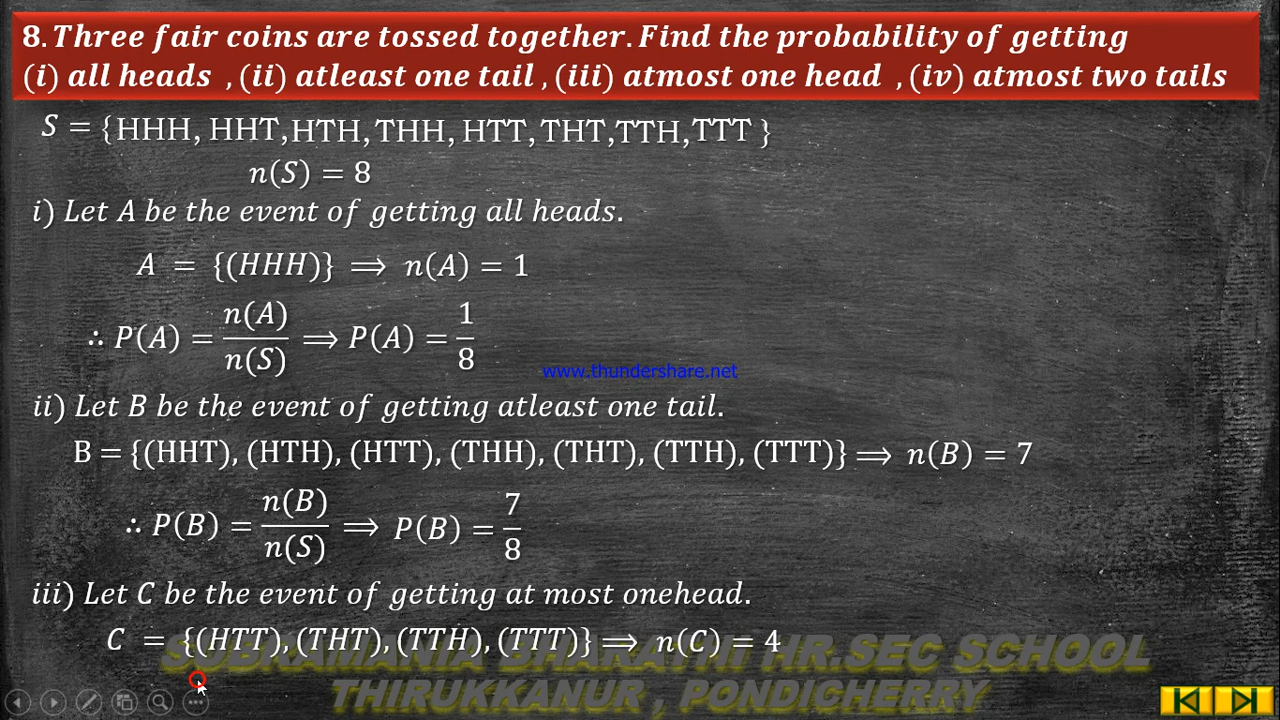 8. Three fair coins are tossed together. Find the probability of getting
(i) all heads , (ii) atleast one tail , (iii) atmost one head , (iv) atmost two tails
S = {HHH, HHT, HTH, THH, HTT, THT, TTH, TTT }
n(S) = 8
i) Let A be the event of getting all heads.
A = {(HHH)} ⟹ n(A) = 1
∴ P(A) = n(A)/n(S) ⟹ P(A) = 1/8
www.thundershare.net
ii) Let B be the event of getting atleast one tail.
B = {(HHT), (HTH), (HTT), (THH), (THT), (TTH), (TTT)} ⟹ n(B) = 7
∴ P(B) = n(B)/n(S) ⟹ P(B) = 7/8
iii) Let C be the event of getting at most onehead.
C = {(HTT), (THT), (TTH), (TTT)} ⟹ n(C) = 4
SUBRAMANIA BHARATHI HR.SEC SCHOOL
THIRUKKANUR , PONDICHERRY